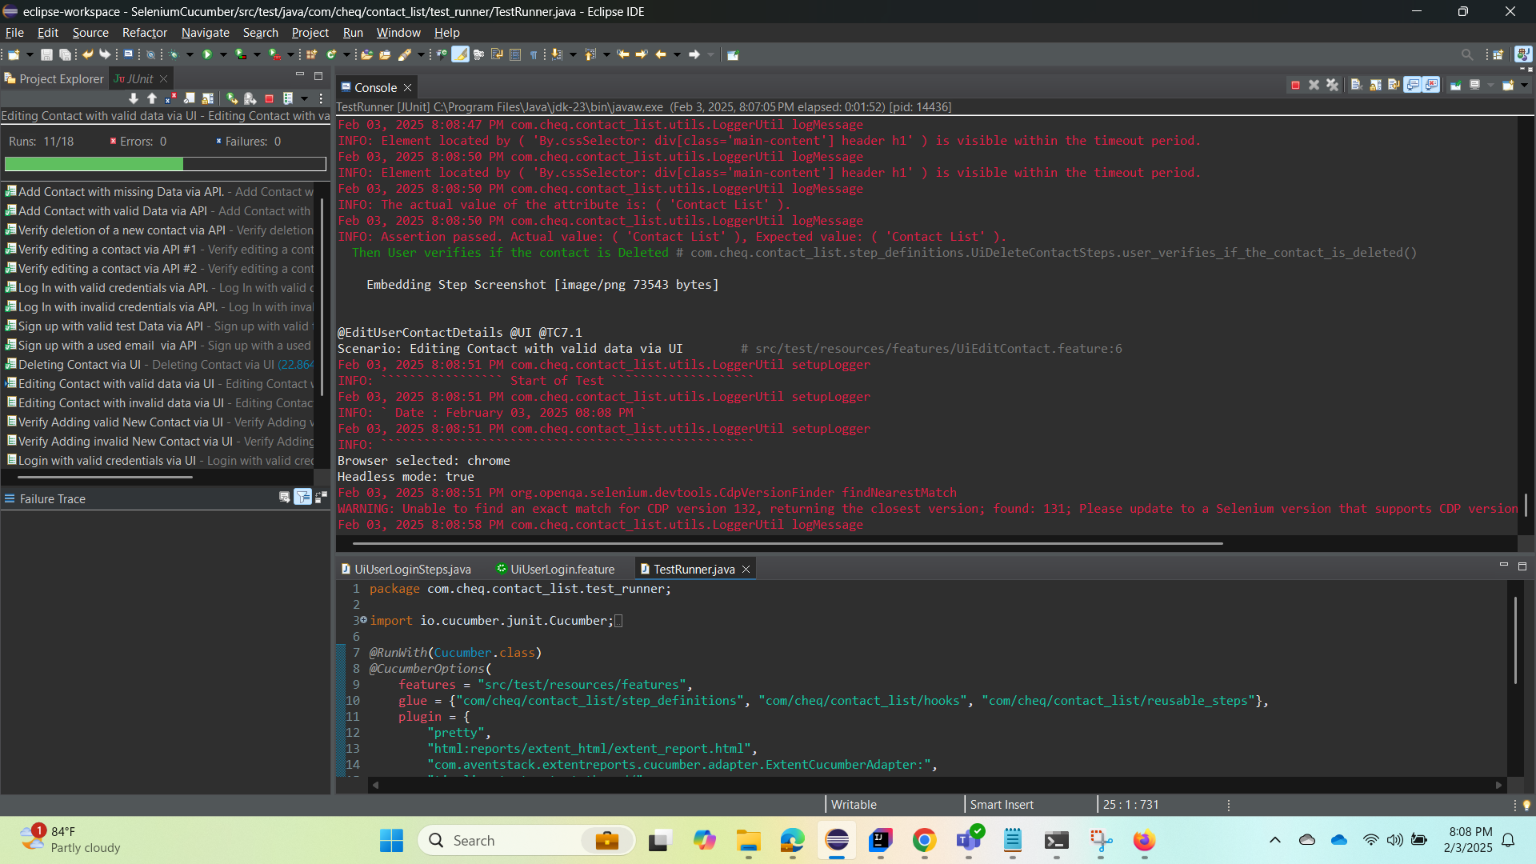 eclipse-workspace - SeleniumCucumber/src/test/java/com/cheq/contact_list/test_runner/TestRunner.java - Eclipse IDE
File Edit Source Refactor Navigate Search Project Run Window Help
Project Explorer JUnit
Editing Contact with valid data via UI - Editing Contact with va
Runs: 11/18 Errors: 0 Failures: 0
Add Contact with missing Data via API. - Add Contact w
Add Contact with valid Data via API - Add Contact with
Verify deletion of a new contact via API - Verify deletion
Verify editing a contact via API #1 - Verify editing a cont
Verify editing a contact via API #2 - Verify editing a cont
Log In with valid credentials via API. - Log In with valid c
Log In with invalid credentials via API. - Log In with inva
Sign up with valid test Data via API - Sign up with valid
Sign up with a used email  via API - Sign up with a used
Deleting Contact via UI - Deleting Contact via UI (22.864
Editing Contact with valid data via UI - Editing Contact
Editing Contact with invalid data via UI - Editing Contac
Verify Adding valid New Contact via UI - Verify Adding v
Verify Adding invalid New Contact via UI - Verify Adding
Login with valid credentials via UI - Login with valid cred
Failure Trace
Console
TestRunner [JUnit] C:\Program Files\Java\jdk-23\bin\javaw.exe (Feb 3, 2025, 8:07:05 PM elapsed: 0:01:52) [pid: 14436]
Feb 03, 2025 8:08:47 PM com.cheq.contact_list.utils.LoggerUtil logMessage
INFO: Element located by ( 'By.cssSelector: div[class='main-content'] header h1' ) is visible within the timeout period.
Feb 03, 2025 8:08:50 PM com.cheq.contact_list.utils.LoggerUtil logMessage
INFO: Element located by ( 'By.cssSelector: div[class='main-content'] header h1' ) is visible within the timeout period.
Feb 03, 2025 8:08:50 PM com.cheq.contact_list.utils.LoggerUtil logMessage
INFO: The actual value of the attribute is: ( 'Contact List' ).
Feb 03, 2025 8:08:50 PM com.cheq.contact_list.utils.LoggerUtil logMessage
INFO: Assertion passed. Actual value: ( 'Contact List' ), Expected value: ( 'Contact List' ).
Then User verifies if the contact is Deleted # com.cheq.contact_list.step_definitions.UiDeleteContactSteps.user_verifies_if_the_contact_is_deleted()
Embedding Step Screenshot [image/png 73543 bytes]
@EditUserContactDetails @UI @TC7.1
Scenario: Editing Contact with valid data via UI # src/test/resources/features/UiEditContact.feature:6
Feb 03, 2025 8:08:51 PM com.cheq.contact_list.utils.LoggerUtil setupLogger
INFO: ````````````````` Start of Test ````````````````````
Feb 03, 2025 8:08:51 PM com.cheq.contact_list.utils.LoggerUtil setupLogger
INFO: ` Date : February 03, 2025 08:08 PM `
Feb 03, 2025 8:08:51 PM com.cheq.contact_list.utils.LoggerUtil setupLogger
INFO: ````````````````````````````````````````````````````
Browser selected: chrome
Headless mode: true
Feb 03, 2025 8:08:51 PM org.openqa.selenium.devtools.CdpVersionFinder findNearestMatch
WARNING: Unable to find an exact match for CDP version 132, returning the closest version; found: 131; Please update to a Selenium version that supports CDP version
Feb 03, 2025 8:08:58 PM com.cheq.contact_list.utils.LoggerUtil logMessage
UiUserLoginSteps.java UiUserLogin.feature TestRunner.java
1 package com.cheq.contact_list.test_runner;
2
3 import io.cucumber.junit.Cucumber;
6
7 @RunWith(Cucumber.class)
8 @CucumberOptions(
9 features = "src/test/resources/features",
10 glue = {"com/cheq/contact_list/step_definitions", "com/cheq/contact_list/hooks", "com/cheq/contact_list/reusable_steps"},
11 plugin = {
12 "pretty",
13 "html:reports/extent_html/extent_report.html",
14 "com.aventstack.extentreports.cucumber.adapter.ExtentCucumberAdapter:",
Writable Smart Insert 25 : 1 : 731
1 84°F
Partly cloudy
Search
8:08 PM
2/3/2025